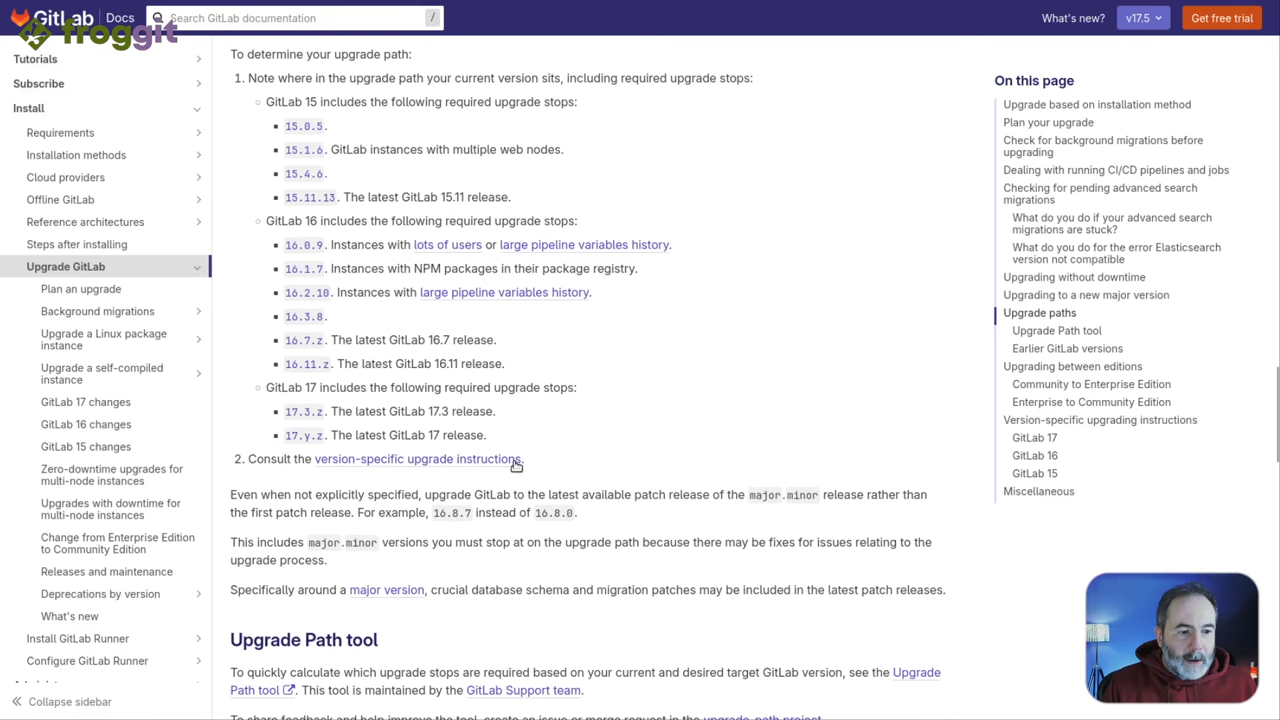 GitLab Docs
Search GitLab documentation
/
What's new?
v17.5
Get free trial
froggit
Tutorials
Subscribe
Install
Requirements
Installation methods
Cloud providers
Offline GitLab
Reference architectures
Steps after installing
Upgrade GitLab
Plan an upgrade
Background migrations
Upgrade a Linux package
instance
Upgrade a self-compiled
instance
GitLab 17 changes
GitLab 16 changes
GitLab 15 changes
Zero-downtime upgrades for
multi-node instances
Upgrades with downtime for
multi-node instances
Change from Enterprise Edition
to Community Edition
Releases and maintenance
Deprecations by version
What's new
Install GitLab Runner
Configure GitLab Runner
Collapse sidebar
To determine your upgrade path:
1. Note where in the upgrade path your current version sits, including required upgrade stops:
GitLab 15 includes the following required upgrade stops:
15.0.5.
15.1.6. GitLab instances with multiple web nodes.
15.4.6.
15.11.13. The latest GitLab 15.11 release.
GitLab 16 includes the following required upgrade stops:
16.0.9. Instances with lots of users or large pipeline variables history.
16.1.7. Instances with NPM packages in their package registry.
16.2.10. Instances with large pipeline variables history.
16.3.8.
16.7.z. The latest GitLab 16.7 release.
16.11.z. The latest GitLab 16.11 release.
GitLab 17 includes the following required upgrade stops:
17.3.z. The latest GitLab 17.3 release.
17.y.z. The latest GitLab 17 release.
2. Consult the version-specific upgrade instructions.
Even when not explicitly specified, upgrade GitLab to the latest available patch release of the major.minor release rather than
the first patch release. For example, 16.8.7 instead of 16.8.0.
This includes major.minor versions you must stop at on the upgrade path because there may be fixes for issues relating to the
upgrade process.
Specifically around a major version, crucial database schema and migration patches may be included in the latest patch releases.
Upgrade Path tool
To quickly calculate which upgrade stops are required based on your current and desired target GitLab version, see the Upgrade
Path tool. This tool is maintained by the GitLab Support team.
To share feedback and help improve the tool, create an issue or merge request in the upgrade-path project.
On this page
Upgrade based on installation method
Plan your upgrade
Check for background migrations before
upgrading
Dealing with running CI/CD pipelines and jobs
Checking for pending advanced search
migrations
What do you do if your advanced search
migrations are stuck?
What do you do for the error Elasticsearch
version not compatible
Upgrading without downtime
Upgrading to a new major version
Upgrade paths
Upgrade Path tool
Earlier GitLab versions
Upgrading between editions
Community to Enterprise Edition
Enterprise to Community Edition
Version-specific upgrading instructions
GitLab 17
GitLab 16
GitLab 15
Miscellaneous